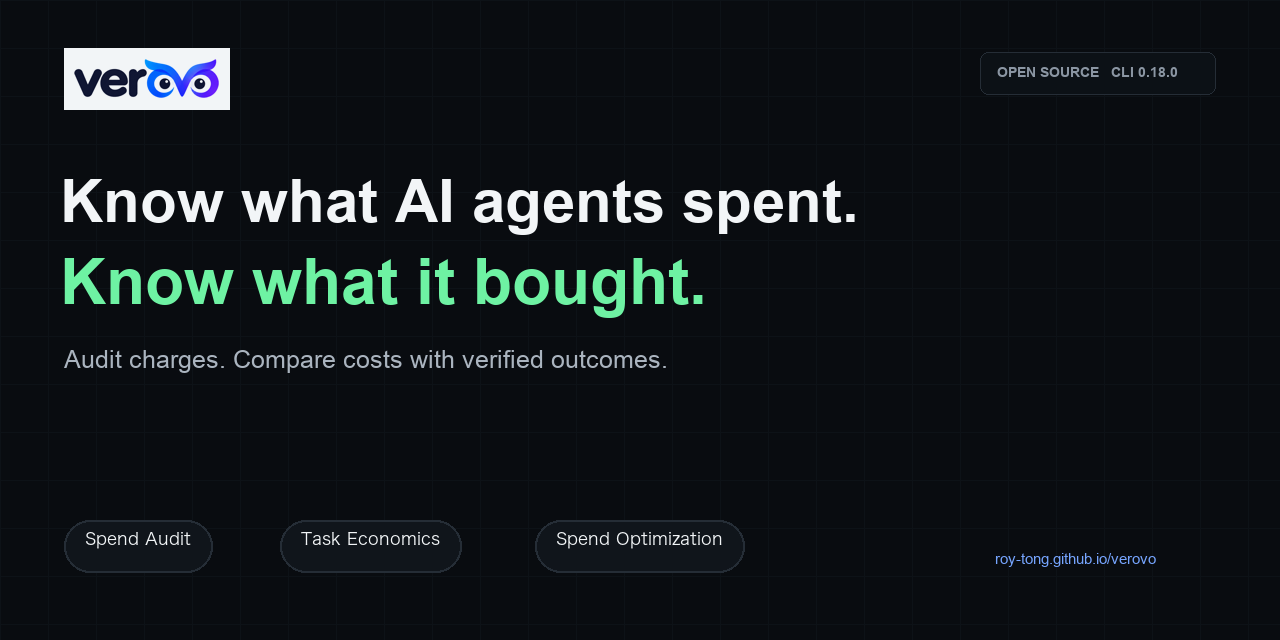 verovo
OPEN SOURCE CLI 0.18.0
Know what AI agents spent.
Know what it bought.
Audit charges. Compare costs with verified outcomes.
Spend Audit
Task Economics
Spend Optimization
roy-tong.github.io/verovo